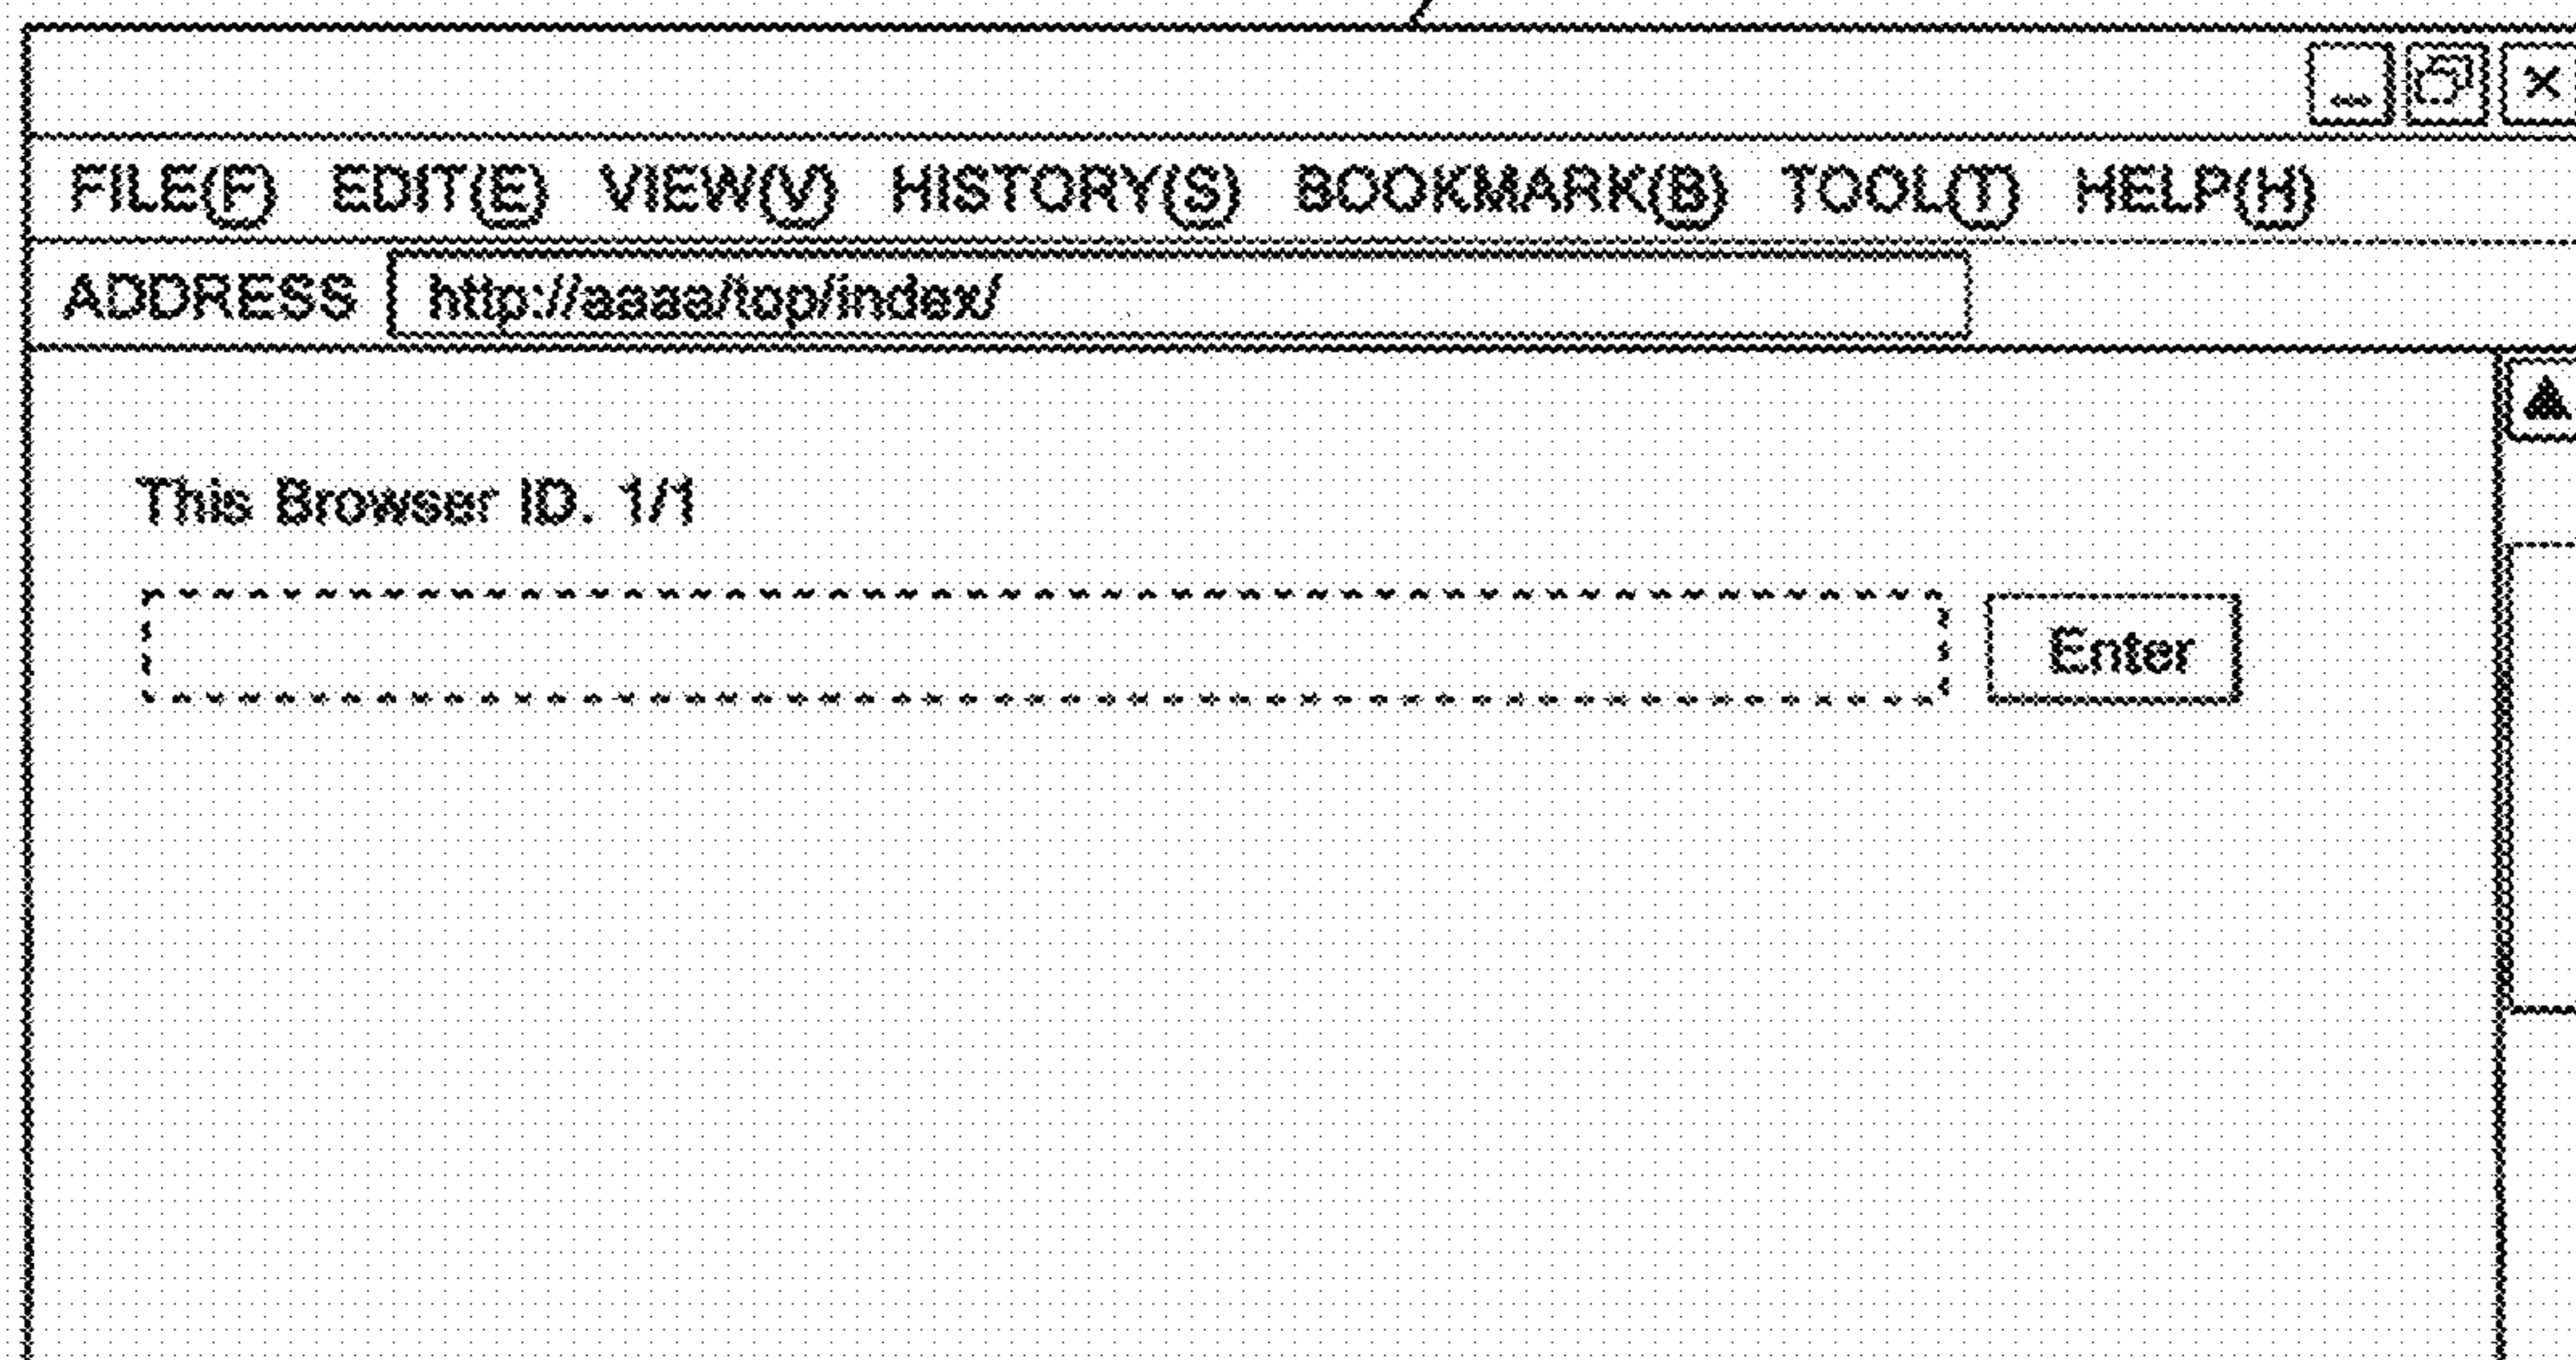 FILE(F) EDIT(E) VIEW(V) HISTORY(S) BOOKMARK(B) TOOL(T) HELP(H)
ADDRESS http://aaaa/top/index/
This Browser ID. 1/1
Enter